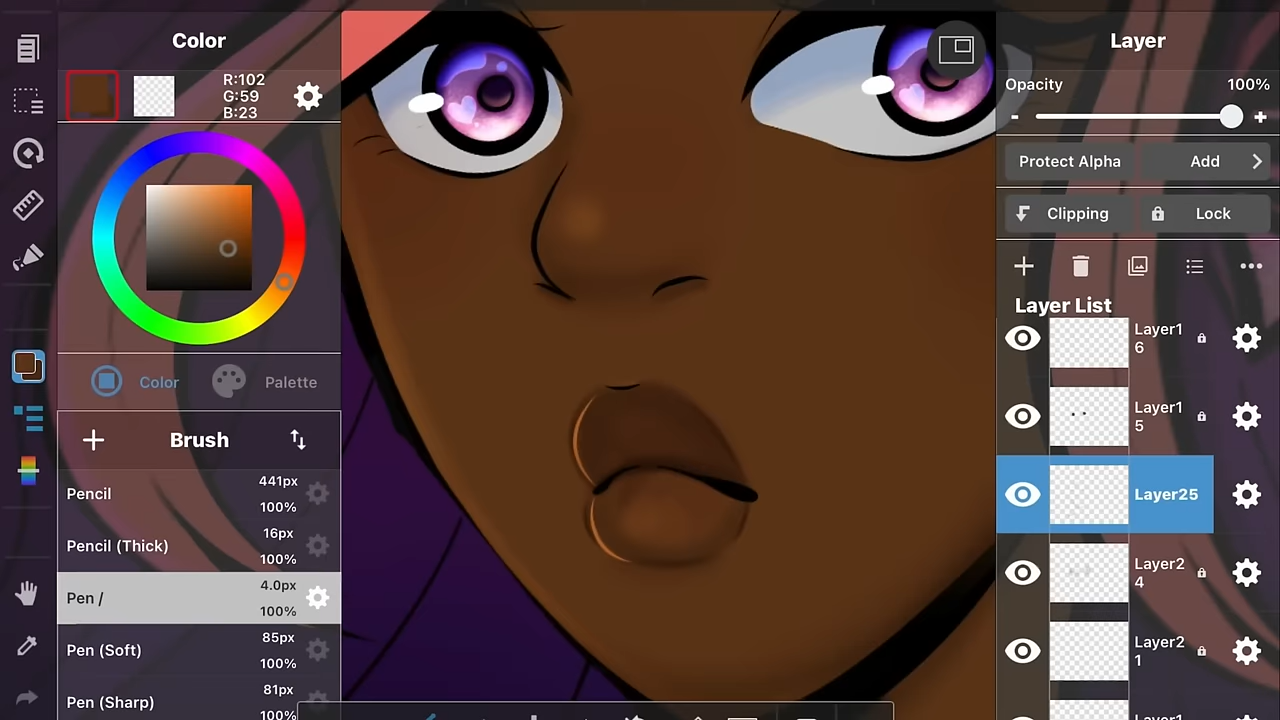 Color
R:102
G:59
B:23
Color
Palette
Brush
Pencil
441px
100%
Pencil (Thick)
16px
100%
Pen /
4.0px
100%
Pen (Soft)
85px
100%
Pen (Sharp)
81px
100%
Layer
Opacity
100%
-
+
Protect Alpha
Add
Clipping
Lock
Layer List
Layer1
6
Layer1
5
Layer25
Layer2
4
Layer2
1
Layer1